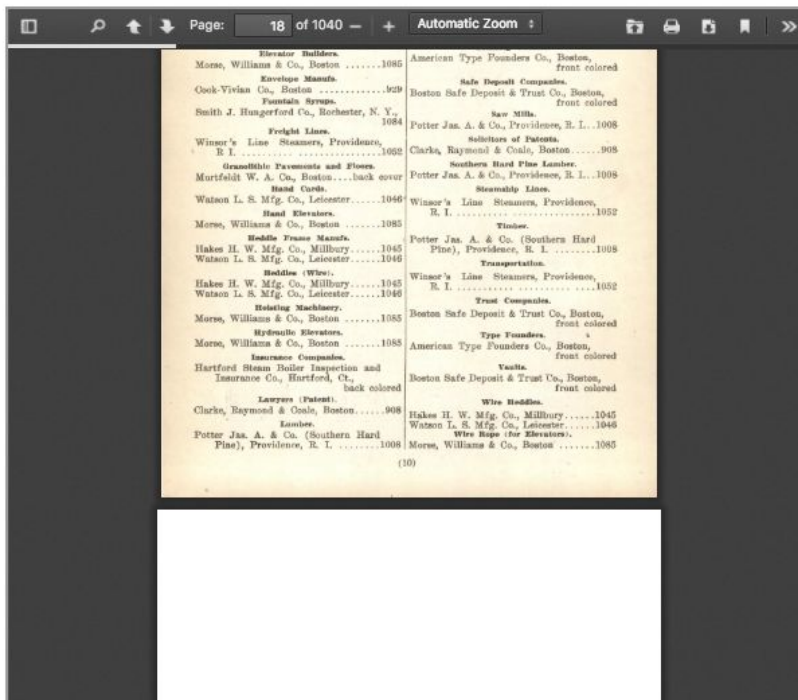 Page: 18 of 1040 − + Automatic Zoom
Elevator Builders.
Morse, Williams & Co., Boston .......1085
Envelope Manufs.
Cook-Vivian Co., Boston ............929
Fountain Syrups.
Smith J. Hungerford Co., Rochester, N. Y.,
1084
Freight Lines.
Winsor's Line Steamers, Providence,
R I. .......... ................1052
Granolithic Pavements and Floors.
Murtfeldt W. A. Co., Boston....back cover
Hand Cards.
Watson L. S. Mfg. Co., Leicester......1046
Hand Elevators.
Morse, Williams & Co., Boston .......1085
Heddle Frame Manufs.
Hakes H. W. Mfg. Co., Millbury......1045
Watson L. S. Mfg. Co., Leicester......1046
Heddles (Wire).
Hakes H. W. Mfg. Co., Millbury......1045
Watson L. S. Mfg. Co., Leicester......1046
Hoisting Machinery.
Morse, Williams & Co., Boston .......1085
Hydraulic Elevators.
Morse, Williams & Co., Boston .......1085
Insurance Companies.
Hartford Steam Boiler Inspection and
Insurance Co., Hartford, Ct.,
back colored
Lawyers (Patent).
Clarke, Raymond & Coale, Boston......908
Lumber.
Potter Jas. A. & Co. (Southern Hard
Pine), Providence, R. I. ........1008
American Type Founders Co., Boston,
front colored
Safe Deposit Companies.
Boston Safe Deposit & Trust Co., Boston,
front colored
Saw Mills.
Potter Jas. A. & Co., Providence, R. I...1008
Solicitors of Patents.
Clarke, Raymond & Coale, Boston......908
Southern Hard Pine Lumber.
Potter Jas. A. & Co., Providence, R. I...1008
Steamship Lines.
Winsor's Line Steamers, Providence,
R. I. ...........................1052
Timber.
Potter Jas. A. & Co. (Southern Hard
Pine), Providence, R. I. ........1008
Transportation.
Winsor's Line Steamers, Providence,
R. I. ...........................1052
Trust Companies.
Boston Safe Deposit & Trust Co., Boston,
front colored
Type Founders.
American Type Founders Co., Boston,
front colored
Vaults.
Boston Safe Deposit & Trust Co., Boston,
front colored
Wire Heddles.
Hakes H. W. Mfg. Co., Millbury......1045
Watson L. S. Mfg. Co., Leicester......1046
Wire Rope (for Elevators).
Morse, Williams & Co., Boston .......1085
(10)